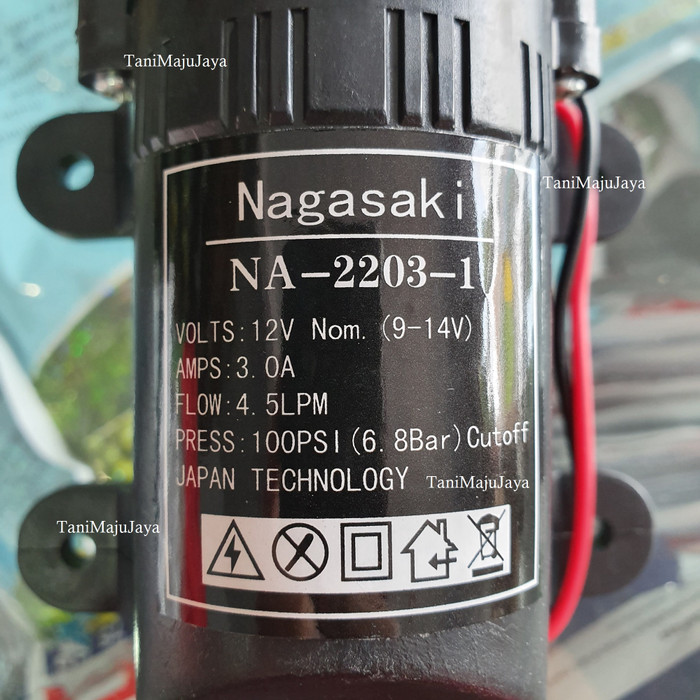 TaniMajuJaya
TaniMajuJaya
Nagasaki
NA-2203-1
VOLTS:12V Nom. (9-14V)
AMPS:3.0A
FLOW:4.5LPM
PRESS:100PSI(6.8Bar)Cutoff
JAPAN TECHNOLOGY
TaniMajuJaya
TaniMajuJaya